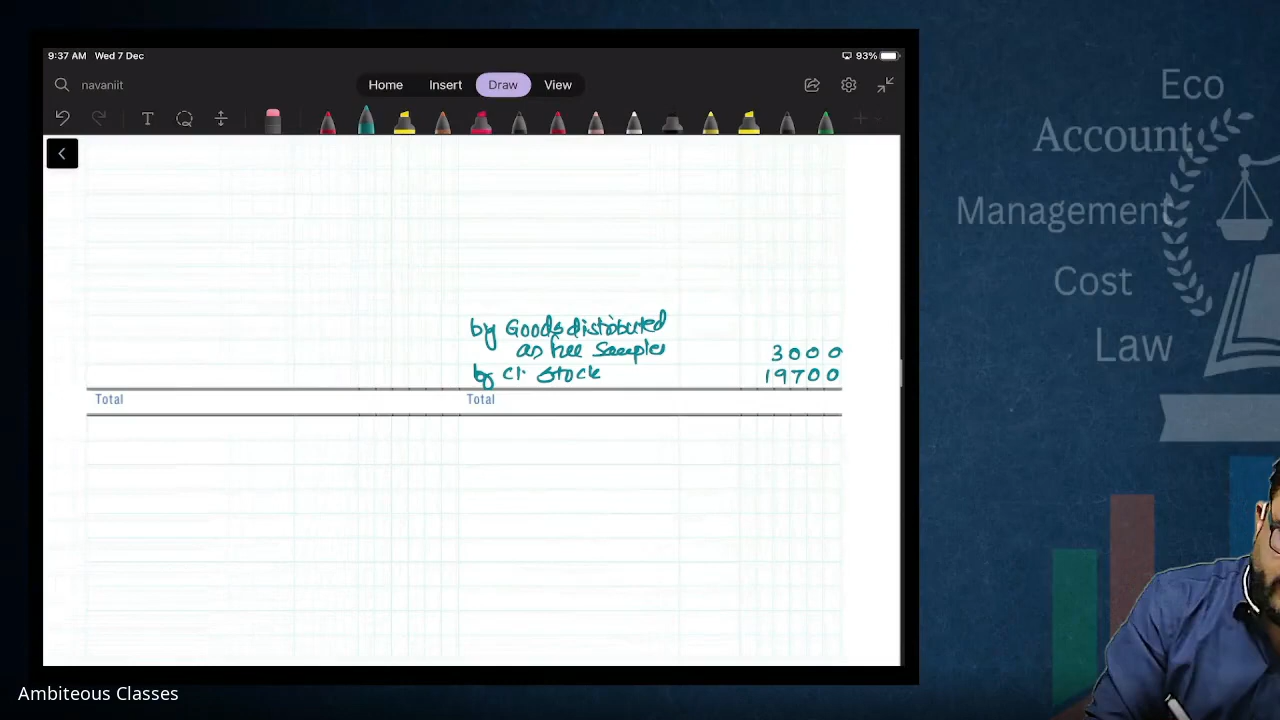 9:37 AM Wed 7 Dec
93%
navaniit
Home Insert Draw View
T
by Goods distributed
as free Samples 3000
by Cl. Stock 19700
Total Total
Eco
Account
Management
Cost
Law
Ambiteous Classes